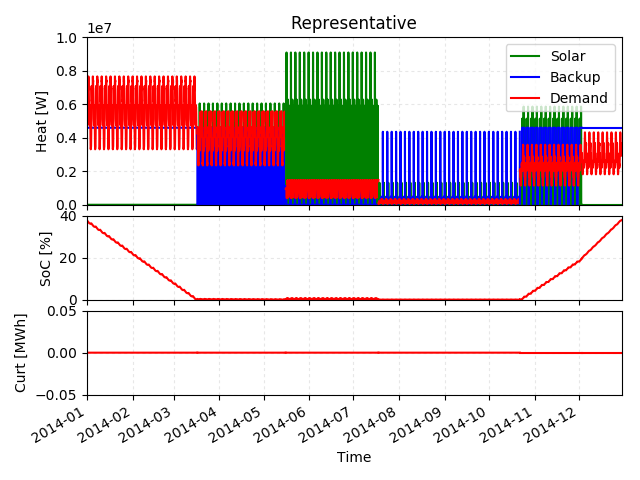 Representative
1e7
1.0
0.8
0.6
0.4
0.2
0.0
Heat [W]
Solar
Backup
Demand
40
20
0
SoC [%]
0.05
0.00
−0.05
Curt [MWh]
2014-01
2014-02
2014-03
2014-04
2014-05
2014-06
2014-07
2014-08
2014-09
2014-10
2014-11
2014-12
Time